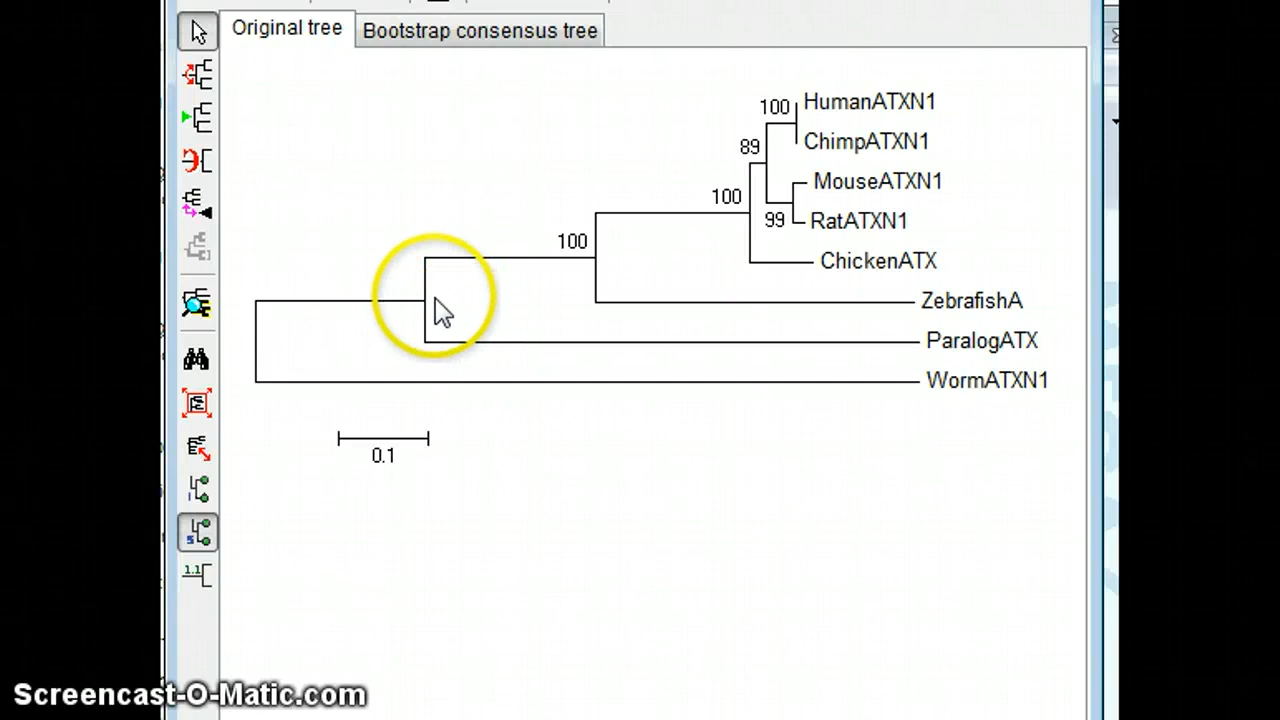 Original tree
Bootstrap consensus tree
100
HumanATXN1
ChimpATXN1
89
MouseATXN1
100
99
RatATXN1
100
ChickenATX
ZebrafishA
ParalogATX
WormATXN1
0.1
1.1
Screencast-O-Matic.com